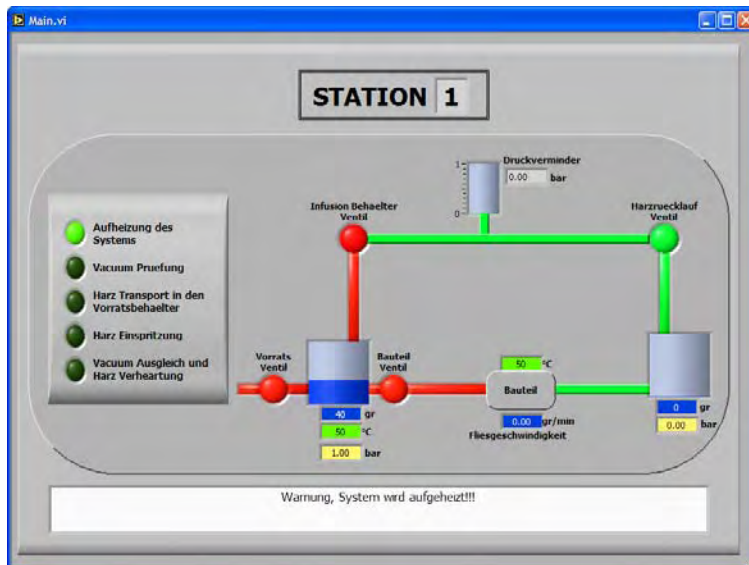 Main.vi
STATION 1
Druckverminder
1
0.00 bar
0
Infusion Behaelter
Ventil
Harzruecklauf
Ventil
Aufheizung des
Systems
Vacuum Pruefung
Harz Transport in den
Vorratsbehaelter
Harz Einspritzung
Vacuum Ausgleich und
Harz Verheartung
Vorrats
Ventil
Bauteil
Ventil
50 °C
Bauteil
40 gr
50 °C
1.00 bar
0.00 gr/min
Fliesgeschwindigkeit
0 gr
0.00 bar
Warnung, System wird aufgeheizt!!!